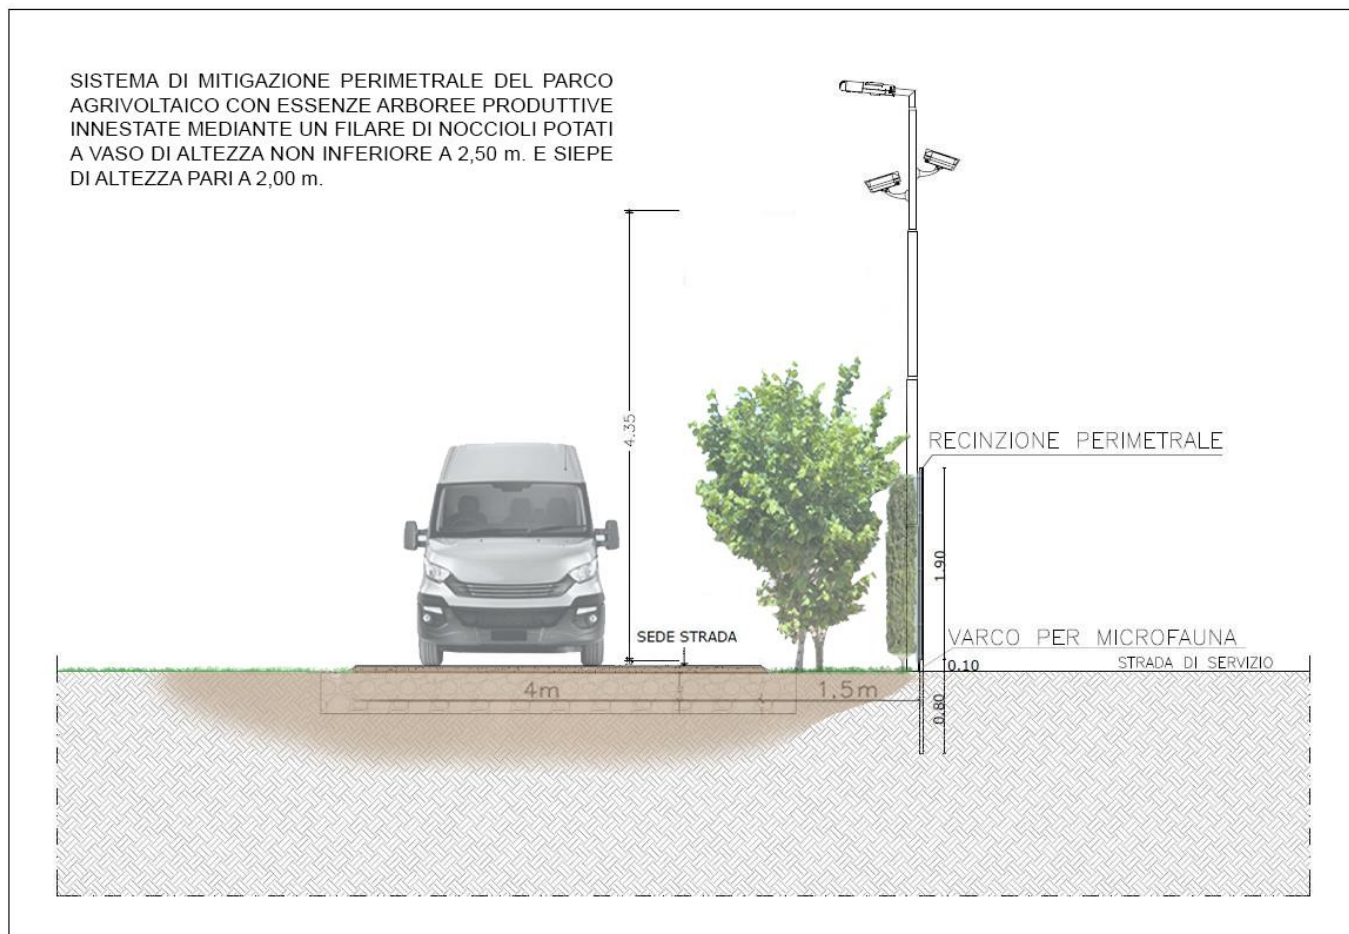 SISTEMA DI MITIGAZIONE PERIMETRALE DEL PARCO
AGRIVOLTAICO CON ESSENZE ARBOREE PRODUTTIVE
INNESTATE MEDIANTE UN FILARE DI NOCCIOLI POTATI
A VASO DI ALTEZZA NON INFERIORE A 2,50 m. E SIEPE
DI ALTEZZA PARI A 2,00 m.
4.35
RECINZIONE PERIMETRALE
1.90
SEDE STRADA
VARCO PER MICROFAUNA
0.10
STRADA DI SERVIZIO
4m
1.5m
0.80